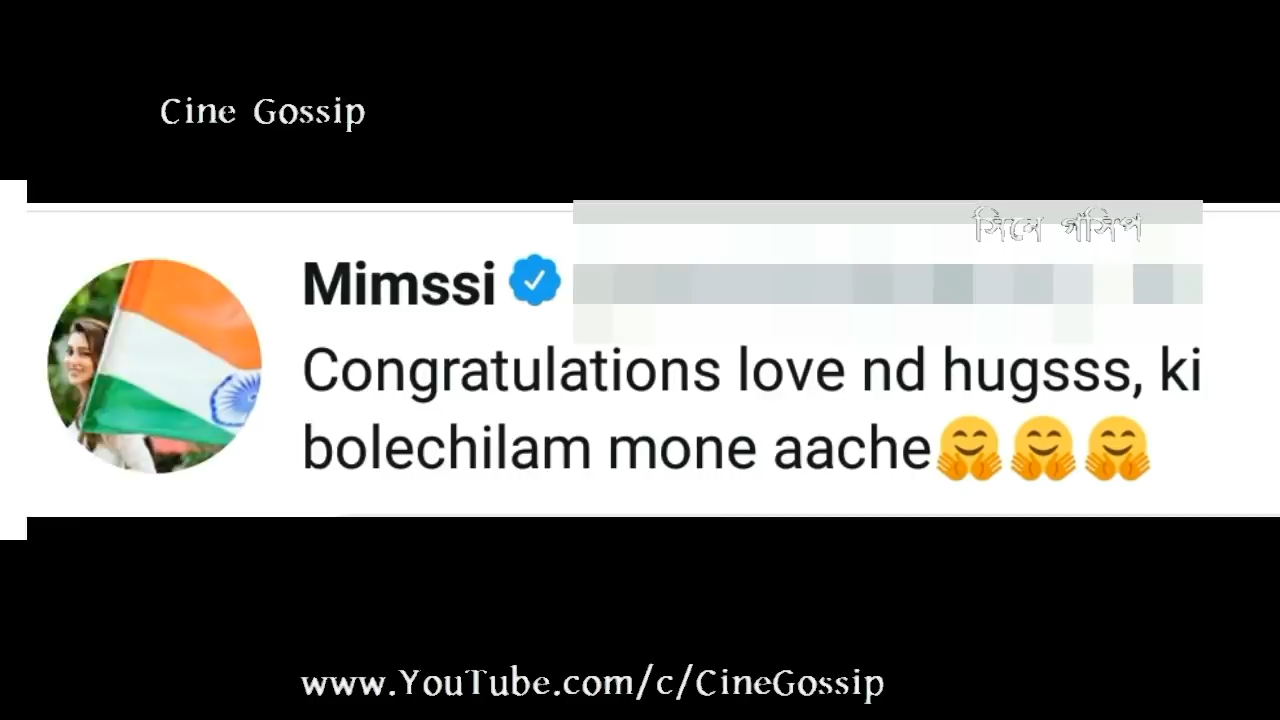 Cine Gossip
সিনে গসিপ
Mimssi
Congratulations love nd hugsss, ki
bolechilam mone aache🤗🤗🤗
www.YouTube.com/c/CineGossip